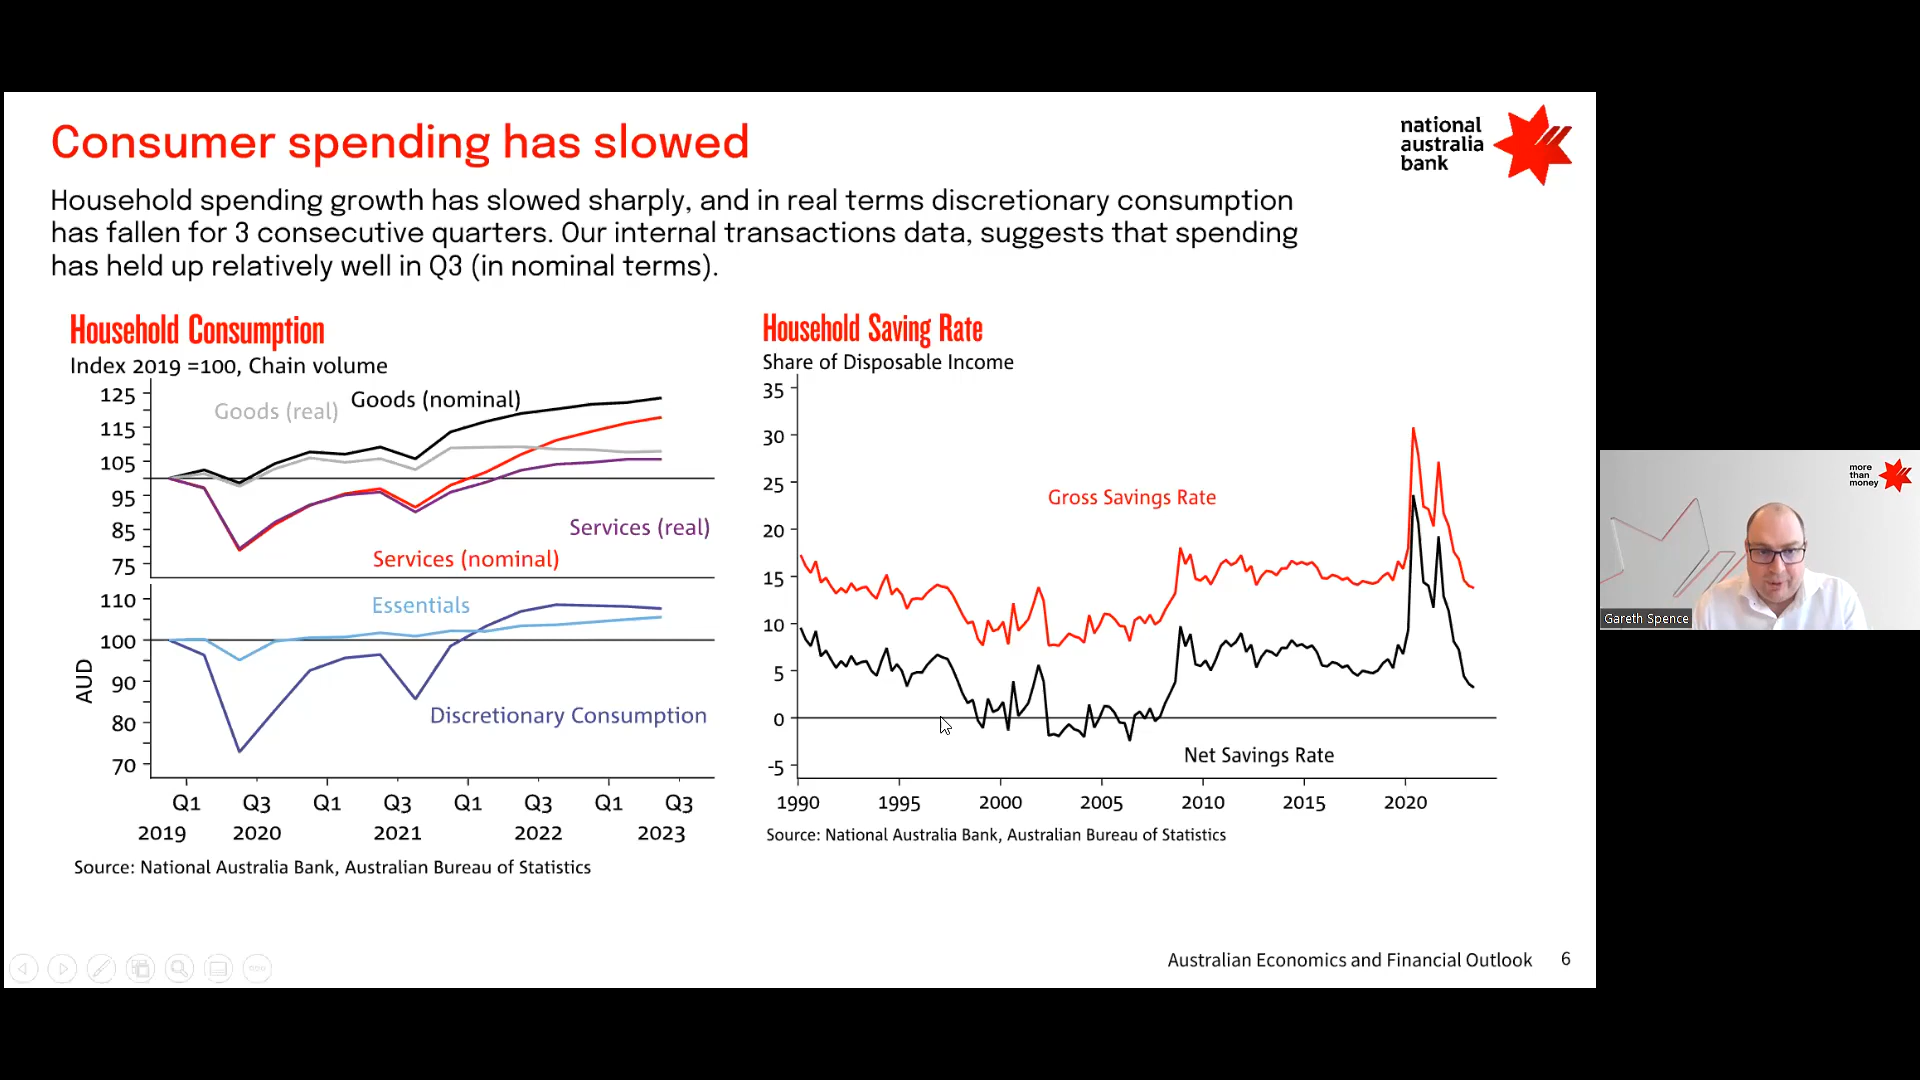 Consumer spending has slowed
national
australia
bank
Household spending growth has slowed sharply, and in real terms discretionary consumption
has fallen for 3 consecutive quarters. Our internal transactions data, suggests that spending
has held up relatively well in Q3 (in nominal terms).
Household Consumption
Index 2019 =100, Chain volume
125
115
105
95
85
75
Goods (real)
Goods (nominal)
Services (real)
Services (nominal)
110
100
90
80
70
AUD
Essentials
Discretionary Consumption
Q1 Q3 Q1 Q3 Q1 Q3 Q1 Q3
2019 2020 2021 2022 2023
Source: National Australia Bank, Australian Bureau of Statistics
Household Saving Rate
Share of Disposable Income
35
30
25
20
15
10
5
0
-5
Gross Savings Rate
Net Savings Rate
1990 1995 2000 2005 2010 2015 2020
Source: National Australia Bank, Australian Bureau of Statistics
Australian Economics and Financial Outlook 6
more
than
money
Gareth Spence